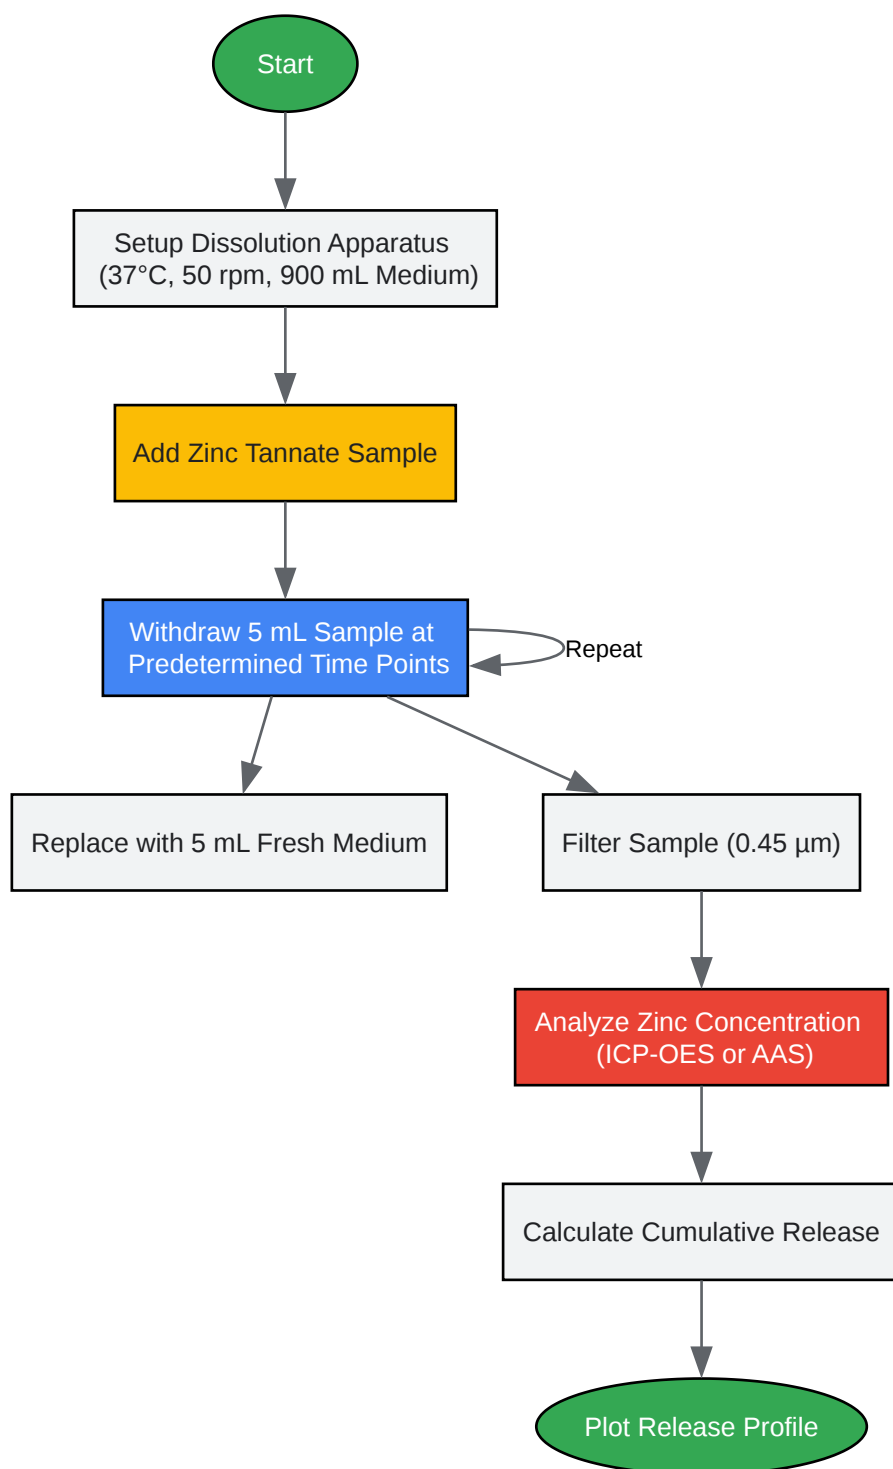 Start
Setup Dissolution Apparatus
(37°C, 50 rpm, 900 mL Medium)
Add Zinc Tannate Sample
Withdraw 5 mL Sample at
Predetermined Time Points
Repeat
Replace with 5 mL Fresh Medium
Filter Sample (0.45 µm)
Analyze Zinc Concentration
(ICP-OES or AAS)
Calculate Cumulative Release
Plot Release Profile